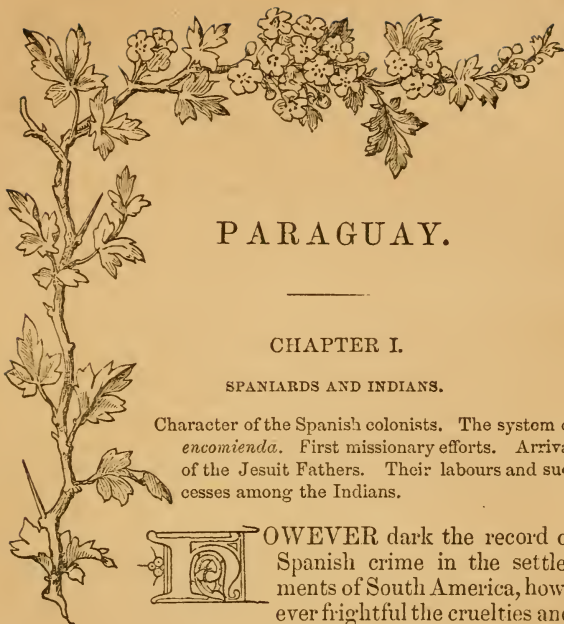 PARAGUAY.
CHAPTER I.
SPANIARDS AND INDIANS.
Character of the Spanish colonists. The system
encomienda. First missionary efforts. Arriva
of the Jesuit Fathers. Their labours and suc
cesses among the Indians.
HOWEVER dark the record
Spanish crime in the settle
ments of South America, how
ever frightful the cruelties and